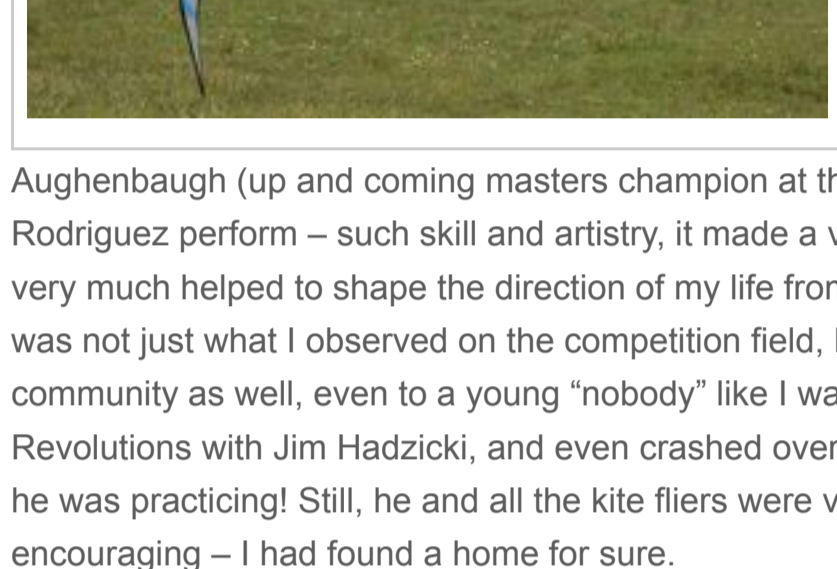 Aughenbaugh (up and coming masters champion at
Rodriguez perform – such skill and artistry, it made a
very much helped to shape the direction of my life
was not just what I observed on the competition field,
community as well, even to a young “nobody” like I
Revolutions with Jim Hadzicki, and even crashed over
he was practicing! Still, he and all the kite fliers were
encouraging – I had found a home for sure.